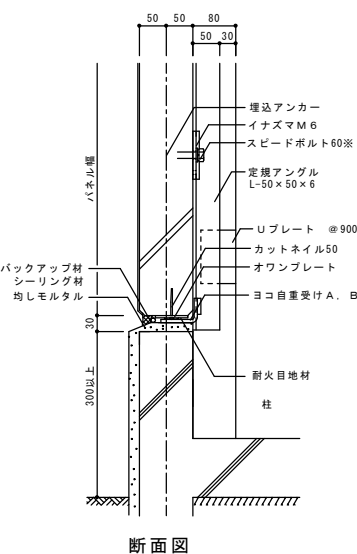 50 50 80
50 30
埋込アンカー
イナズマM6
スピードボルト60※
定規アングル
L-50×50×6
パネル幅
Uプレート @900
カットネイル50
オワンプレート
バックアップ材
シーリング材
均しモルタル
ヨコ自重受けA. B
30
耐火目地材
柱
300以上
断面図